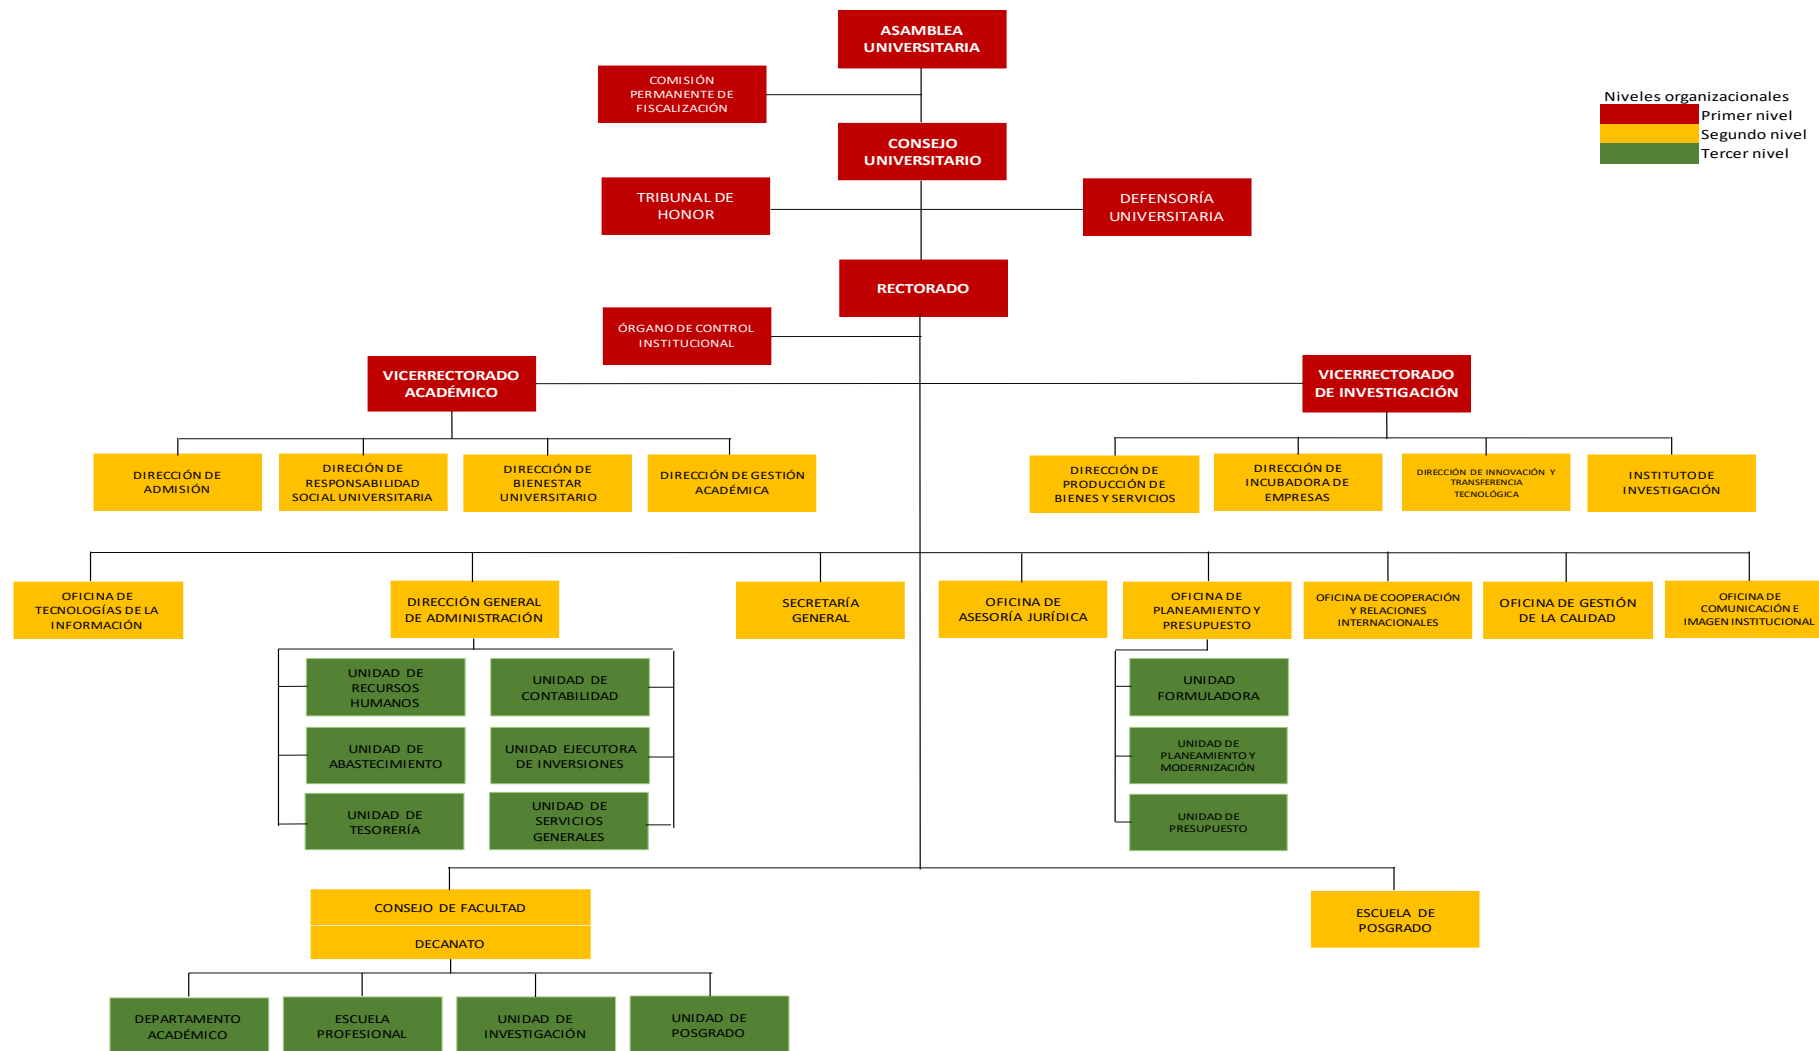 ASAMBLEA
UNIVERSITARIA
COMISIÓN
PERMANENTE DE
FISCALIZACIÓN
Niveles organizacionales
Primer nivel
Segundo nivel
Tercer nivel
CONSEJO
UNIVERSITARIO
TRIBUNAL DE
HONOR
DEFENSORÍA
UNIVERSITARIA
RECTORADO
ÓRGANO DE CONTROL
INSTITUCIONAL
VICERRECTORADO
ACADÉMICO
VICERRECTORADO
DE INVESTIGACIÓN
DIRECCIÓN DE
ADMISIÓN
DIRECIÓN DE
RESPONSABILIDAD
SOCIAL UNIVERSITARIA
DIRECCIÓN DE
BIENESTAR
UNIVERSITARIO
DIRECCIÓN DE GESTIÓN
ACADÉMICA
DIRECCIÓN DE
PRODUCCIÓN DE
BIENES Y SERVICIOS
DIRECCIÓN DE
INCUBADORA DE
EMPRESAS
DIRECCIÓN DE INNOVACIÓN Y
TRANSFERENCIA
TECNOLÓGICA
INSTITUTO DE
INVESTIGACIÓN
OFICINA DE
TECNOLOGÍAS DE LA
INFORMACIÓN
DIRECCIÓN GENERAL
DE ADMINISTRACIÓN
SECRETARÍA
GENERAL
OFICINA DE
ASESORÍA JURÍDICA
OFICINA DE
PLANEAMIENTO Y
PRESUPUESTO
OFICINA DE COOPERACIÓN
Y RELACIONES
INTERNACIONALES
OFICINA DE GESTIÓN
DE LA CALIDAD
OFICINA DE
COMUNICACIÓN E
IMAGEN INSTITUCIONAL
UNIDAD DE
RECURSOS
HUMANOS
UNIDAD DE
CONTABILIDAD
UNIDAD
FORMULADORA
UNIDAD DE
ABASTECIMIENTO
UNIDAD EJECUTORA
DE INVERSIONES
UNIDAD DE
PLANEAMIENTO Y
MODERNIZACIÓN
UNIDAD DE
TESORERÍA
UNIDAD DE
SERVICIOS
GENERALES
UNIDAD DE
PRESUPUESTO
CONSEJO DE FACULTAD
DECANATO
ESCUELA DE
POSGRADO
DEPARTAMENTO
ACADÉMICO
ESCUELA
PROFESIONAL
UNIDAD DE
INVESTIGACIÓN
UNIDAD DE
POSGRADO